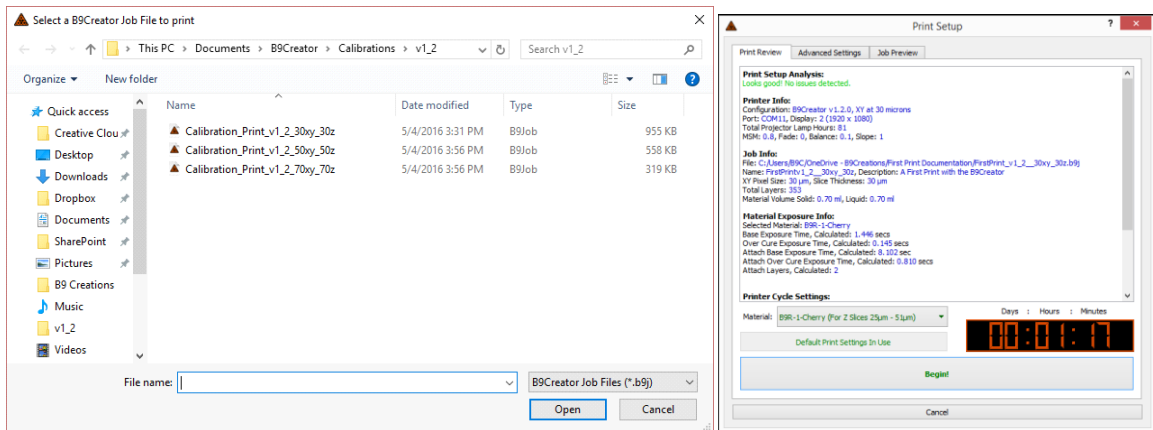 Select a B9Creator Job File to print
This PC > Documents > B9Creator > Calibrations > v1_2
Search v1_2
Organize
New folder
Name
Date modified
Type
Size
Quick access
Creative Clou
Desktop
Downloads
Dropbox
Documents
SharePoint
Pictures
B9 Creations
Music
v1_2
Videos
Calibration_Print_v1_2_30xy_30z 5/4/2016 3:31 PM B9Job 955 KB
Calibration_Print_v1_2_50xy_50z 5/4/2016 3:56 PM B9Job 558 KB
Calibration_Print_v1_2_70xy_70z 5/4/2016 3:56 PM B9Job 319 KB
File name:
B9Creator Job Files (*.b9j)
Open
Cancel
Print Setup
Print Review
Advanced Settings
Job Preview
Print Setup Analysis:
Looks good! No issues detected.
Printer Info:
Configuration: B9Creator v1.2.0, XY at 30 microns
Port: COM11, Display: 2 (1920 x 1080)
Total Projector Lamp Hours: 81
MSM: 0.8, Fade: 0, Balance: 0.1, Slope: 1
Job Info:
File: C:/Users/B9C/OneDrive - B9Creations/First Print Documentation/FirstPrint_v1_2__30xy_30z.b9j
Name: FirstPrintv1_2__30xy_30z, Description: A First Print with the B9Creator
XY Pixel Size: 30 µm, Slice Thickness: 30 µm
Total Layers: 353
Material Volume Solid: 0.70 ml, Liquid: 0.70 ml
Material Exposure Info:
Selected Material: B9R-1-Cherry
Base Exposure Time, Calculated: 1.446 secs
Over Cure Exposure Time, Calculated: 0.145 secs
Attach Base Exposure Time, Calculated: 8.102 sec
Attach Over Cure Exposure Time, Calculated: 0.810 secs
Attach Layers, Calculated: 2
Printer Cycle Settings:
Material:
B9R-1-Cherry (For Z Slices 25µm - 51µm)
Days : Hours : Minutes
00:01:17
Default Print Settings In Use
Begin!
Cancel